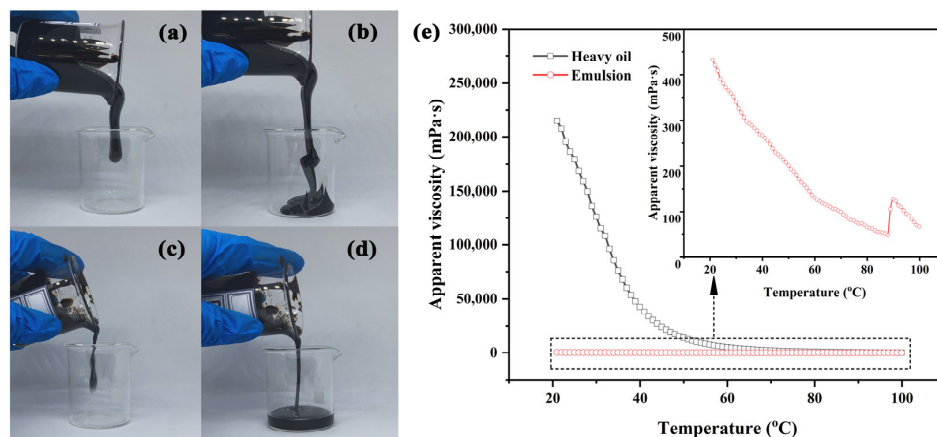 (a)
(b)
(c)
(d)
(e)
Heavy oil
Emulsion
300,000
250,000
200,000
150,000
100,000
50,000
0
Apparent viscosity (mPa·s)
20
40
60
80
100
Temperature (°C)
500
400
300
200
100
0
Apparent viscosity (mPa·s)
0
20
40
60
80
100
Temperature (°C)